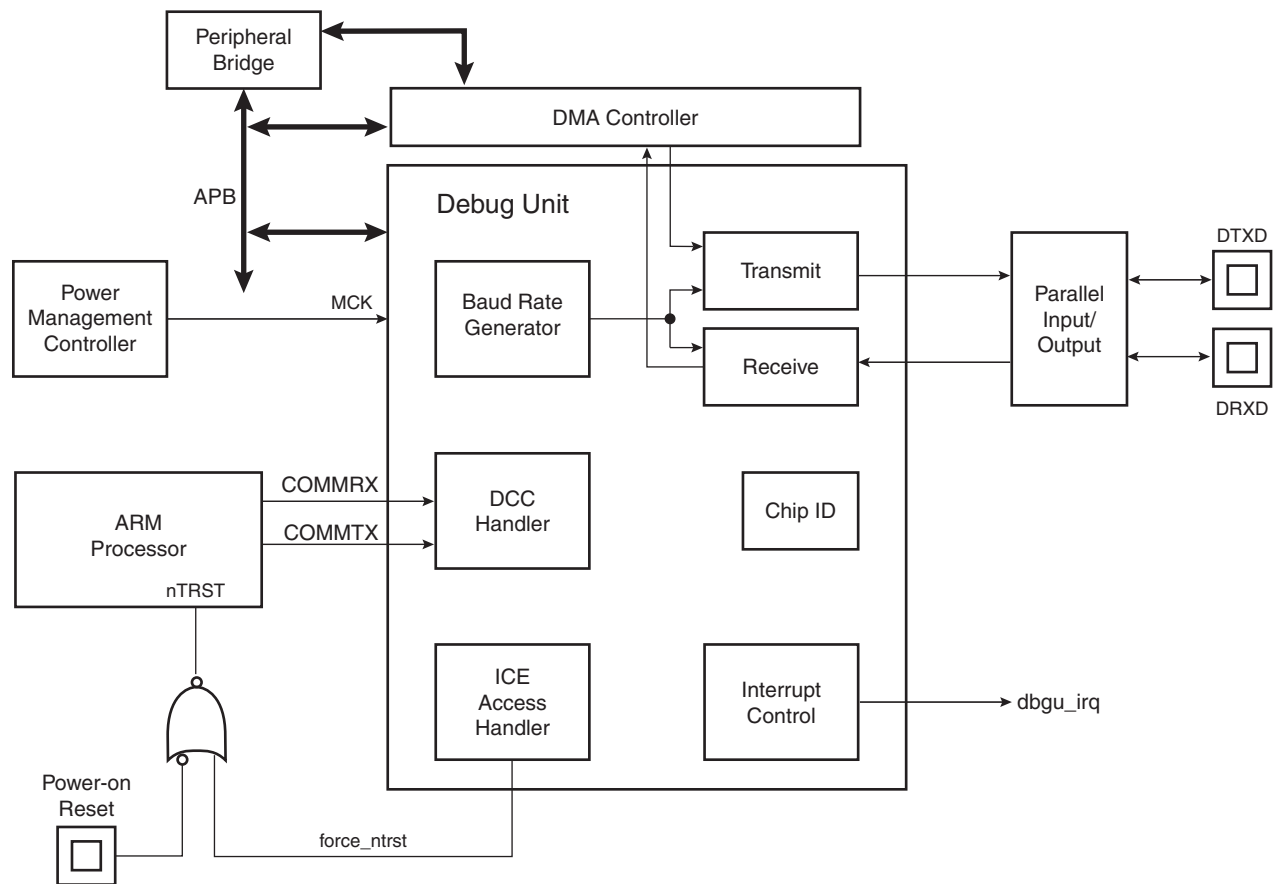 Peripheral
Bridge
DMA Controller
APB
Debug Unit
Power
Management
Controller
MCK
Baud Rate
Generator
Transmit
Receive
Parallel
Input/
Output
DTXD
DRXD
ARM
Processor
nTRST
COMMRX
COMMTX
DCC
Handler
Chip ID
ICE
Access
Handler
Interrupt
Control
dbgu_irq
Power-on
Reset
force_ntrst